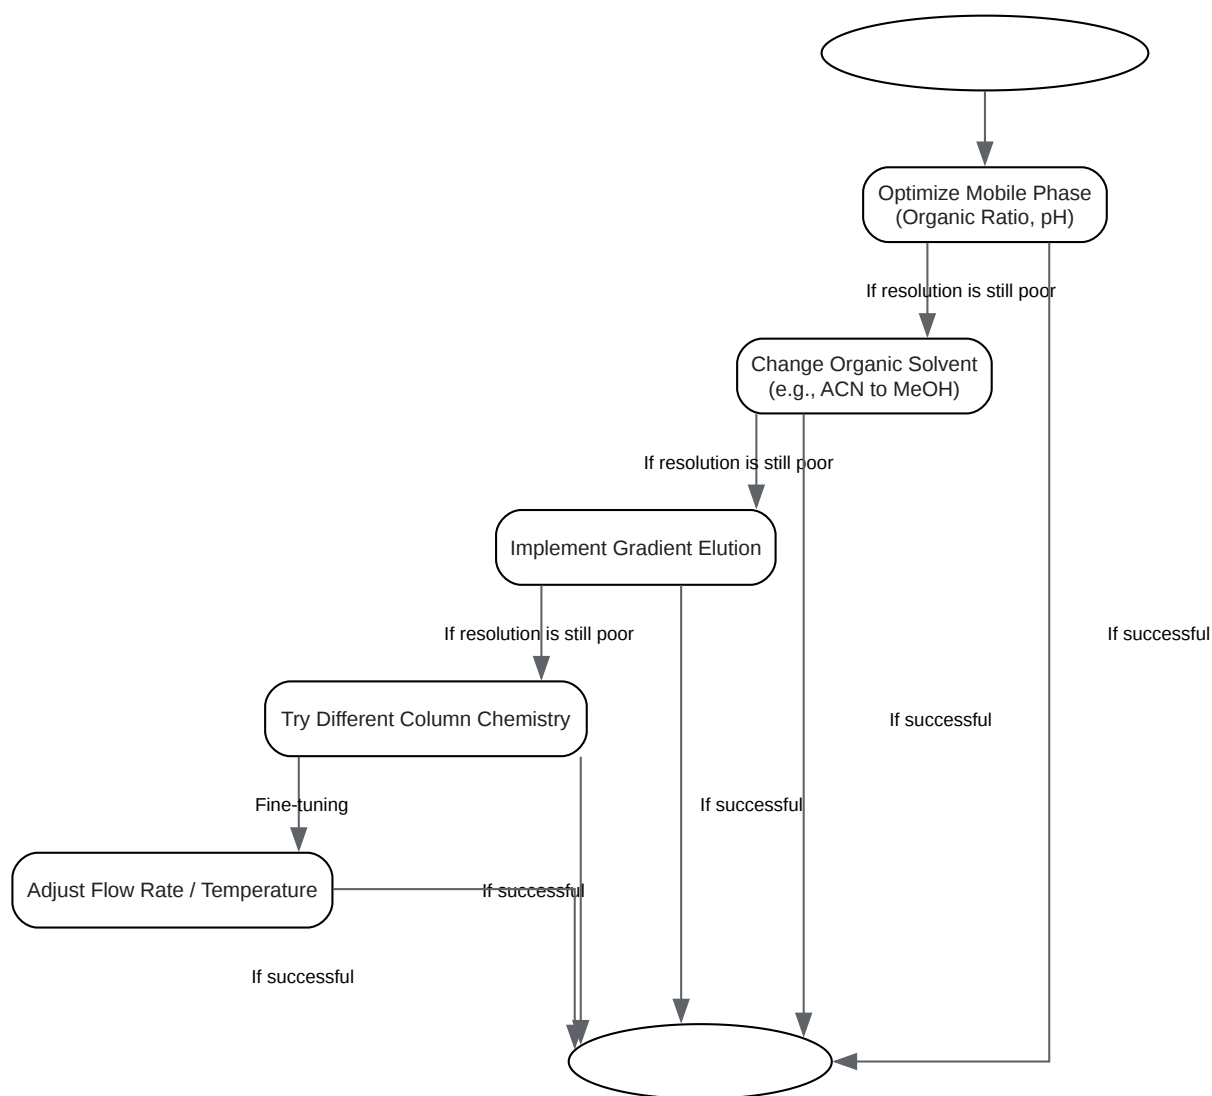 Optimize Mobile Phase
(Organic Ratio, pH)
If resolution is still poor
Change Organic Solvent
(e.g., ACN to MeOH)
If resolution is still poor
Implement Gradient Elution
If resolution is still poor
If successful
Try Different Column Chemistry
If successful
Fine-tuning
If successful
Adjust Flow Rate / Temperature
If successful
If successful